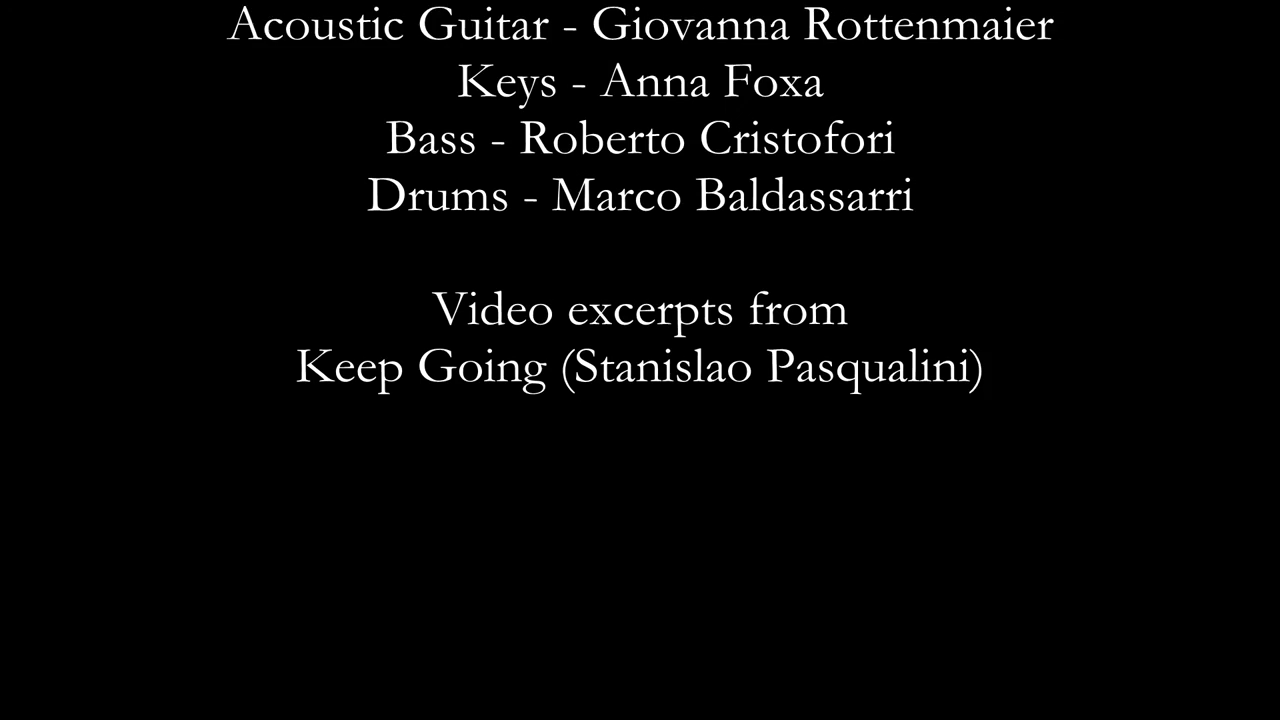 Acoustic Guitar - Giovanna Rottenmaier
Keys - Anna Foxa
Bass - Roberto Cristofori
Drums - Marco Baldassarri
Video excerpts from
Keep Going (Stanislao Pasqualini)